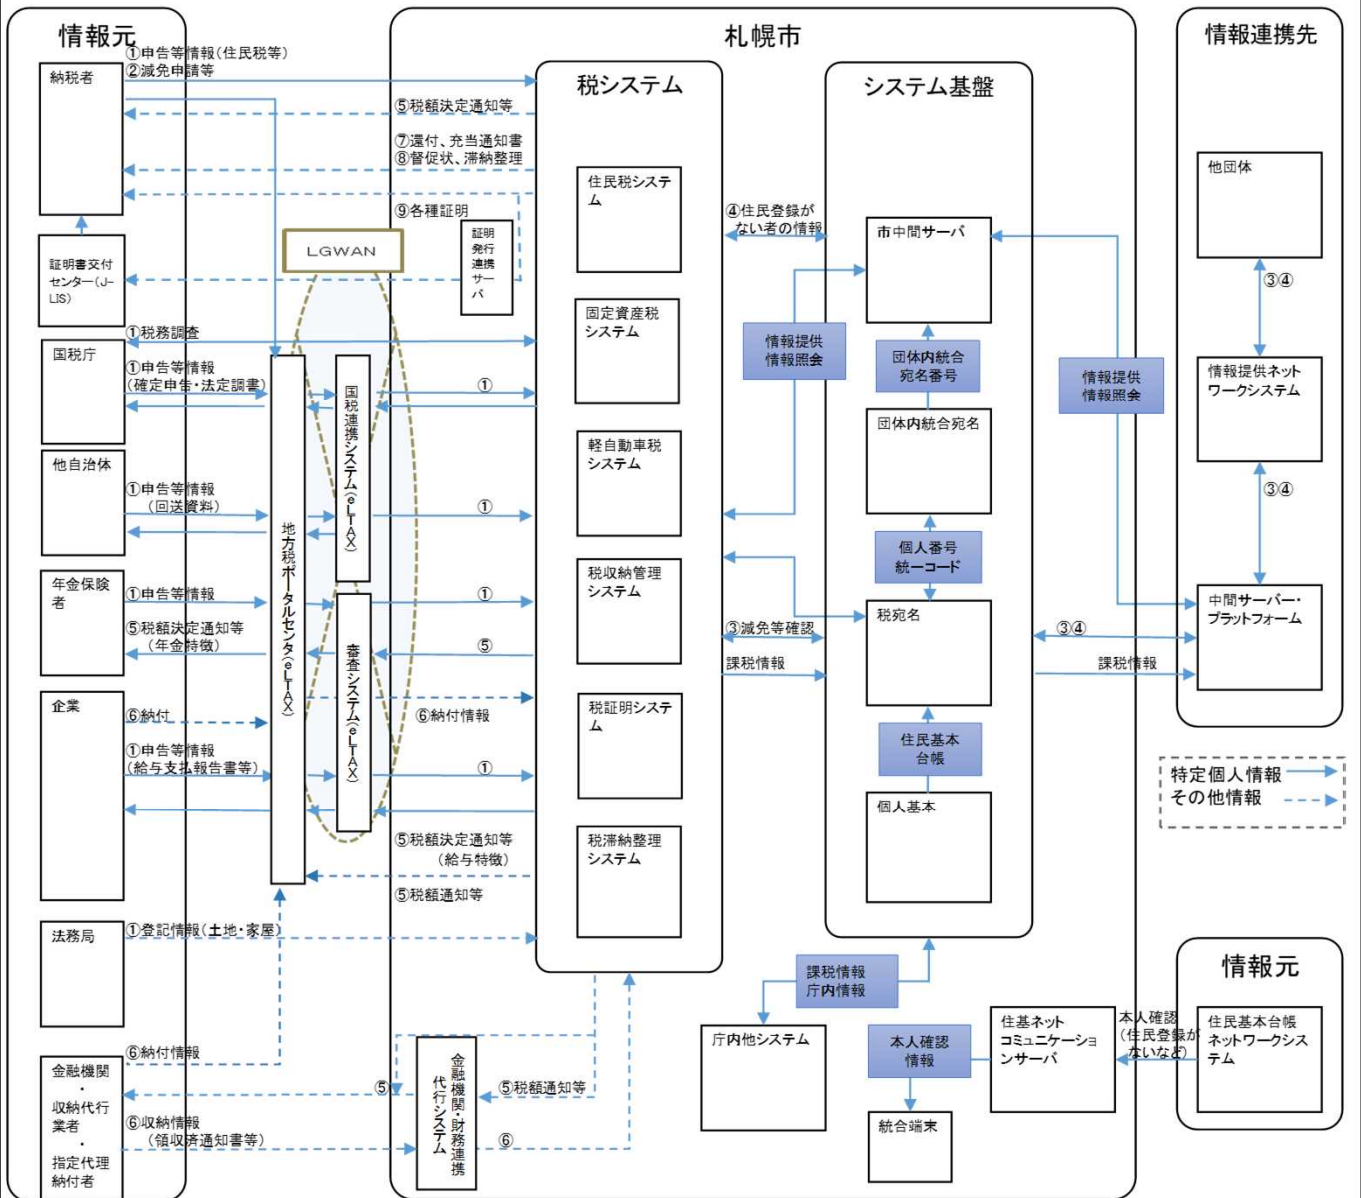 情報元
札幌市
情報連携先
①申告等情報(住民税等)
②減免申請等
納税者
税システム
システム基盤
⑤税額決定通知等
⑦還付、充当通知書
⑧督促状、滞納整理
⑨各種証明
証明
発行
連携
サー
バ
LGWAN
証明書交付
センター(J-
LIS)
①税務調査
国税庁
①申告等情報
(確定申告・法定調書)
他自治体
①申告等情報
(回送資料)
年金保険
者
①申告等情報
⑤税額決定通知等
(年金特徴)
企業
⑥納付
①申告等情報
(給与支払報告書等)
法務局
①登記情報(土地・家屋)
⑥納付情報
金融機関
・
収納代行
業者
・
指定代理
納付者
⑥収納情報
(領収済通知書等)
地方税ポータルセンタ(eLTAX)
国税連携システム(eLTAX)
審査システム(eLTAX)
①
①
①
⑤
⑥納付情報
①
⑤税額決定通知等
(給与特徴)
⑤税額通知等
⑤
金融機関・財務連携
代行システム
⑤税額通知等
⑥
住民税システ
ム
固定資産税
システム
軽自動車税
システム
税収納管理
システム
税証明システ
ム
税滞納整理
システム
④住民登録が
ない者の情報
情報提供
情報照会
③減免等確認
課税情報
市中間サーバ
団体内統合
宛名番号
団体内統合宛名
個人番号
統一コード
税宛名
住民基本
台帳
個人基本
課税情報
庁内情報
庁内他システム
本人確認
情報
統合端末
住基ネット
コミュニケーショ
ンサーバ
本人確認
(住民登録が
ないなど)
情報提供
情報照会
③④
課税情報
他団体
③④
情報提供ネット
ワークシステム
③④
中間サーバー・
プラットフォーム
特定個人情報
その他情報
情報元
住民基本台帳
ネットワークシス
テム